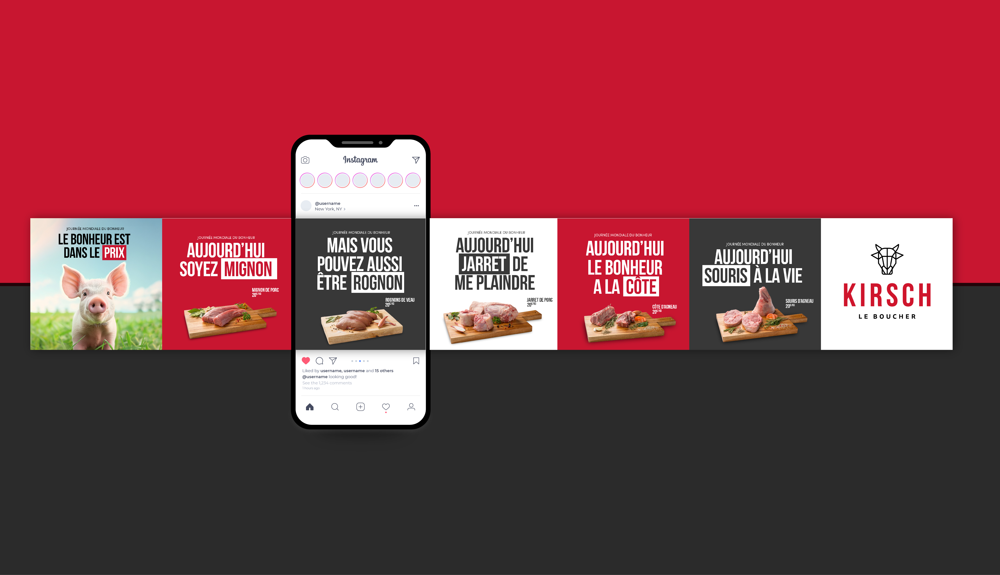 Instagram
@username
New York, NY >
JOURNÉE MONDIALE DU BONHEUR
LE BONHEUR EST
DANS LE PRIX
JOURNÉE MONDIALE DU BONHEUR
AUJOURD'HUI
SOYEZ MIGNON
MIGNON DE PORC
20€/KG
JOURNÉE MONDIALE DU BONHEUR
MAIS VOUS
POUVEZ AUSSI
ÊTRE ROGNON
ROGNONS DE VEAU
20€/KG
JOURNÉE MONDIALE DU BONHEUR
AUJOURD'HUI
JARRET DE
ME PLAINDRE
JARRET DE PORC
20€/KG
JOURNÉE MONDIALE DU BONHEUR
AUJOURD'HUI
LE BONHEUR
A LA CÔTE
CÔTE D'AGNEAU
20€/KG
JOURNÉE MONDIALE DU BONHEUR
AUJOURD'HUI
SOURIS À LA VIE
SOURIS D'AGNEAU
20€/KG
KIRSCH
LE BOUCHER
Liked by username, username and 15 others
@username looking good!
See the 1,234 comments
1 hours ago